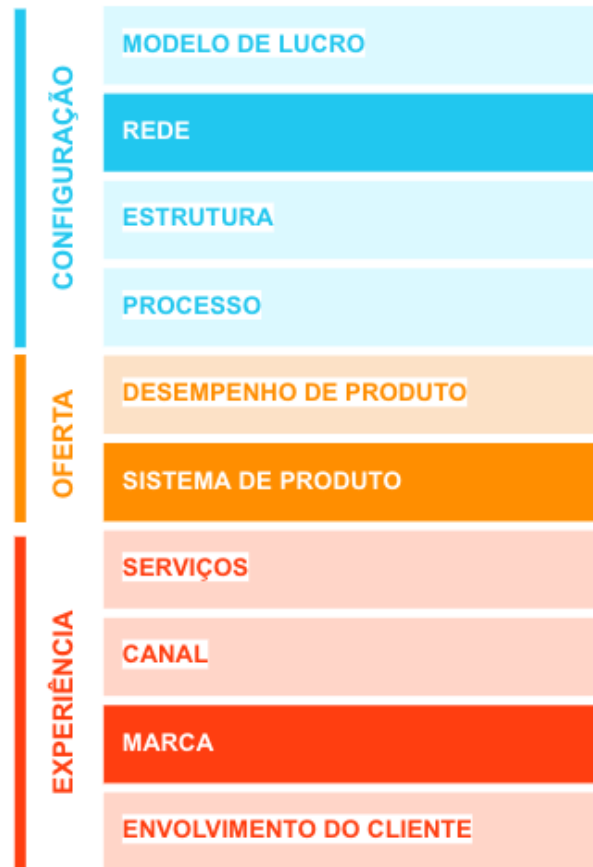 CONFIGURAÇÃO
MODELO DE LUCRO
REDE
ESTRUTURA
PROCESSO
OFERTA
DESEMPENHO DE PRODUTO
SISTEMA DE PRODUTO
EXPERIÊNCIA
SERVIÇOS
CANAL
MARCA
ENVOLVIMENTO DO CLIENTE